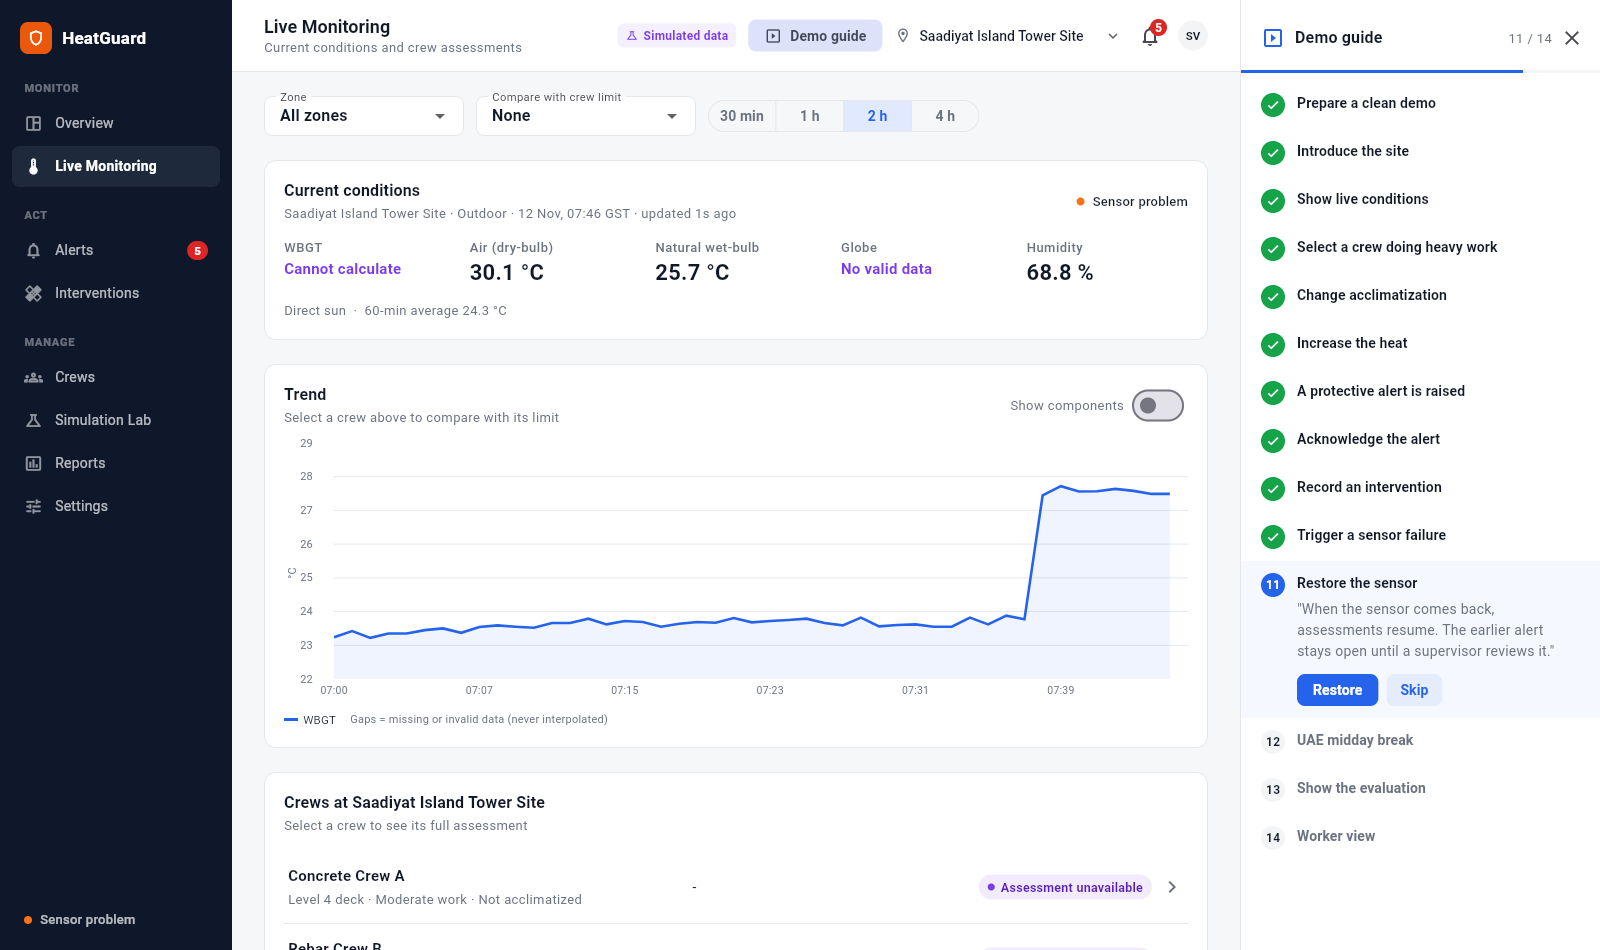 HeatGuard
MONITOR
Overview
Live Monitoring
ACT
Alerts
5
Interventions
MANAGE
Crews
Simulation Lab
Reports
Settings
Sensor problem
Live Monitoring
Current conditions and crew assessments
Simulated data
Demo guide
Saadiyat Island Tower Site
5
SV
Zone
All zones
Compare with crew limit
None
30 min
1 h
2 h
4 h
Current conditions
Saadiyat Island Tower Site · Outdoor · 12 Nov, 07:46 GST · updated 1s ago
Sensor problem
WBGT
Cannot calculate
Air (dry-bulb)
30.1 °C
Natural wet-bulb
25.7 °C
Globe
No valid data
Humidity
68.8 %
Direct sun · 60-min average 24.3 °C
Trend
Select a crew above to compare with its limit
Show components
29
28
27
26
25
24
23
22
°C
07:00
07:07
07:15
07:23
07:31
07:39
WBGT
Gaps = missing or invalid data (never interpolated)
Crews at Saadiyat Island Tower Site
Select a crew to see its full assessment
Concrete Crew A
Level 4 deck · Moderate work · Not acclimatized
-
Assessment unavailable
Rebar Crew B
Demo guide
11 / 14
Prepare a clean demo
Introduce the site
Show live conditions
Select a crew doing heavy work
Change acclimatization
Increase the heat
A protective alert is raised
Acknowledge the alert
Record an intervention
Trigger a sensor failure
11
Restore the sensor
"When the sensor comes back,
assessments resume. The earlier alert
stays open until a supervisor reviews it."
Restore
Skip
12
UAE midday break
13
Show the evaluation
14
Worker view